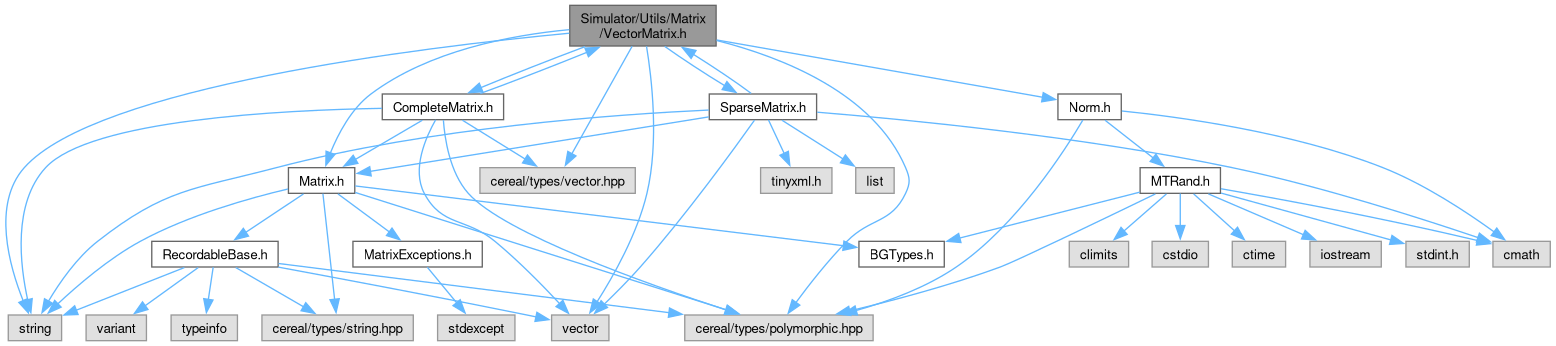 Simulator/Utils/Matrix
/VectorMatrix.h
CompleteMatrix.h
SparseMatrix.h
Norm.h
Matrix.h
cereal/types/vector.hpp
tinyxml.h
list
MTRand.h
RecordableBase.h
MatrixExceptions.h
BGTypes.h
climits
cstdio
ctime
iostream
stdint.h
cmath
string
variant
typeinfo
cereal/types/string.hpp
stdexcept
vector
cereal/types/polymorphic.hpp